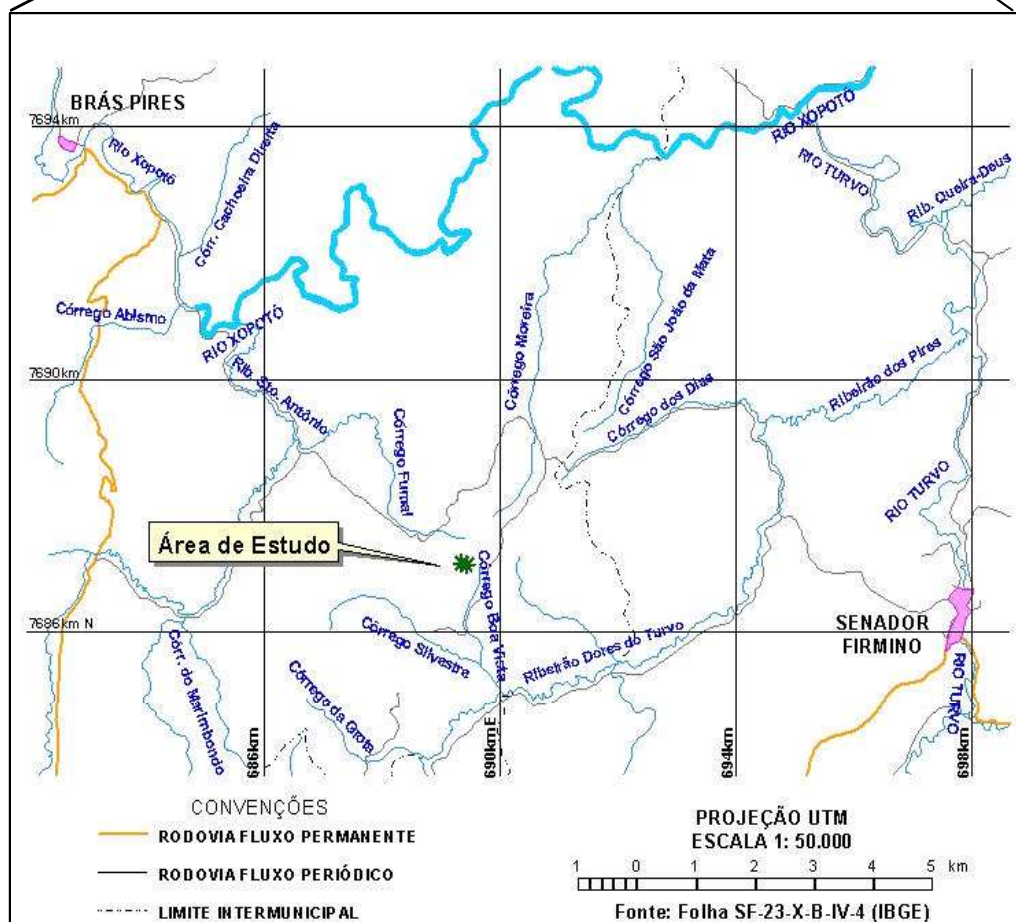 BRÁS PIRES
7694km
Rio Xopotó
Córr. Cachoeira Direita
RIO XOPOTÓ
RIO TURVO
Rib. Queira-Deus
Córrego Abismo
RIO XOPOTÓ
Rib. Sto. Antônio
Córrego Moreira
Córrego São João da Mata
7690km
Córrego dos Dias
Ribeirão dos Pires
Córrego Furnal
RIO TURVO
Área de Estudo
Córrego Boa Vista
7686km N
Córrego Silvestra
Ribeirão Dores do Turvo
SENADOR
FIRMINO
RIO TURVO
Córr. do Marimbondo
Córrego da Grota
686km
690kmE
694km
698km
CONVENÇÕES
RODOVIA FLUXO PERMANENTE
RODOVIA FLUXO PERIÓDICO
LIMITE INTERMUNICIPAL
PROJEÇÃO UTM
ESCALA 1: 50.000
1 0 1 2 3 4 5 km
Fonte: Folha SF-23-X-B-IV-4 (IBGE)